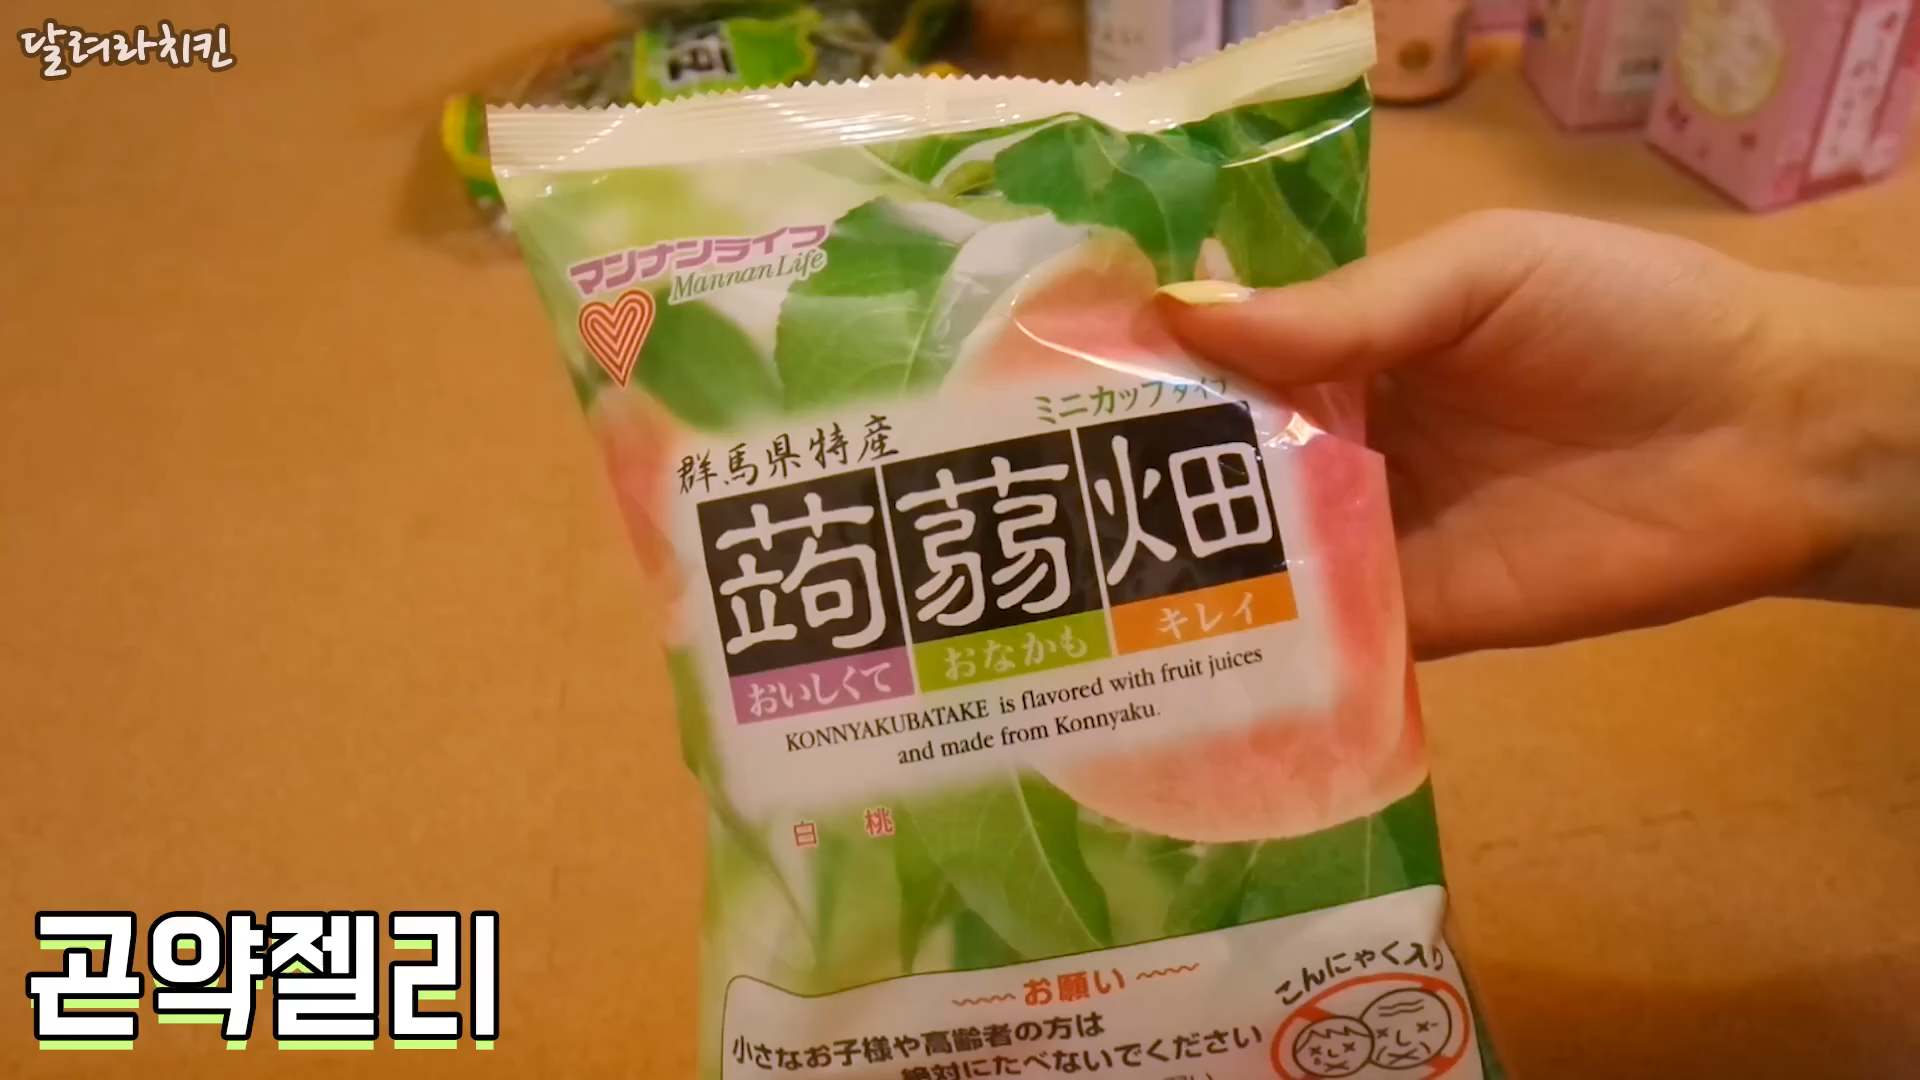 달려라치킨
マンナンライフ
Mannan Life
ミニカップタイプ
群馬県特産
蒟蒻畑
おいしくて おなかも キレイ
KONNYAKUBATAKE is flavored with fruit juices
and made from Konnyaku.
白桃
お願い
こんにゃく入り
小さなお子様や高齢者の方は
絶対にたべないでください
곤약젤리